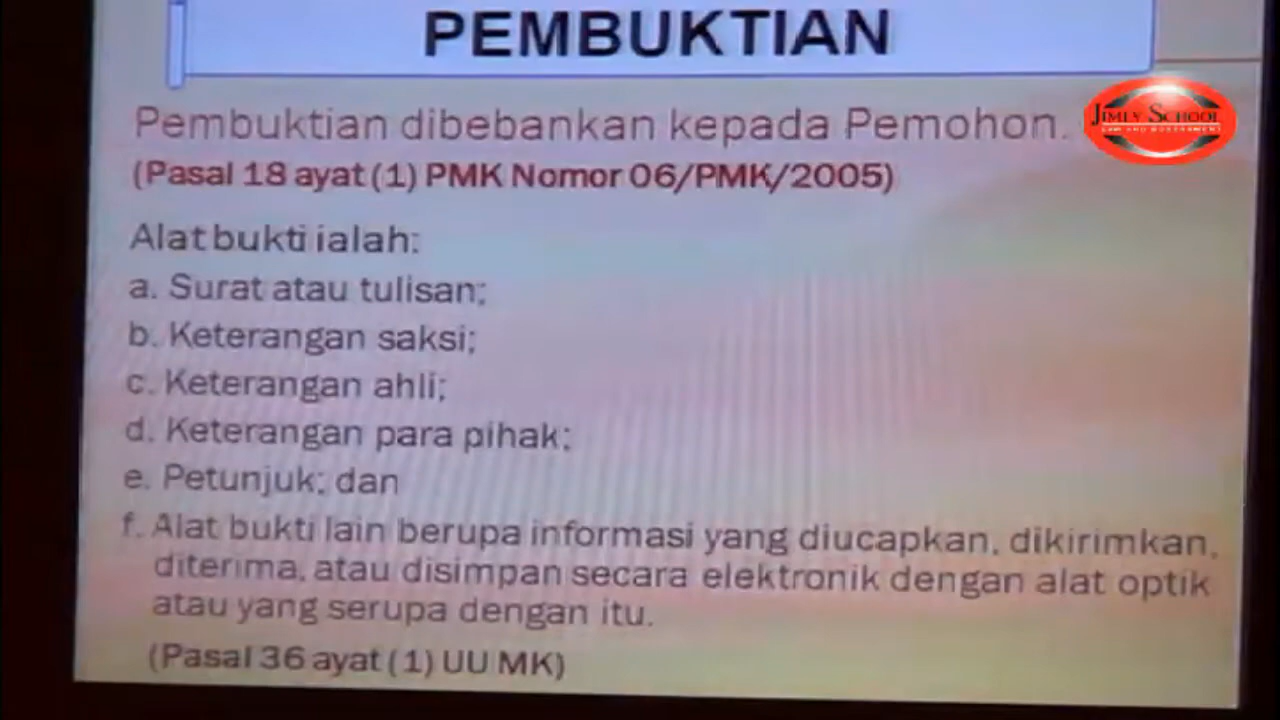 PEMBUKTIAN
Pembuktian dibebankan kepada Pemohon.
JIMLY SCHOOL
LAW AND GOVERNMENT
(Pasal 18 ayat (1) PMK Nomor 06/PMK/2005)
Alat bukti ialah:
a. Surat atau tulisan;
b. Keterangan saksi;
c. Keterangan ahli;
d. Keterangan para pihak;
e. Petunjuk; dan
f. Alat bukti lain berupa informasi yang diucapkan, dikirimkan,
diterima, atau disimpan secara elektronik dengan alat optik
atau yang serupa dengan itu.
(Pasal 36 ayat (1) UU MK)